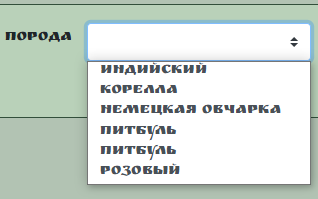 порода
индийский
корелла
немецкая овчарка
питбуль
питбуль
розовый